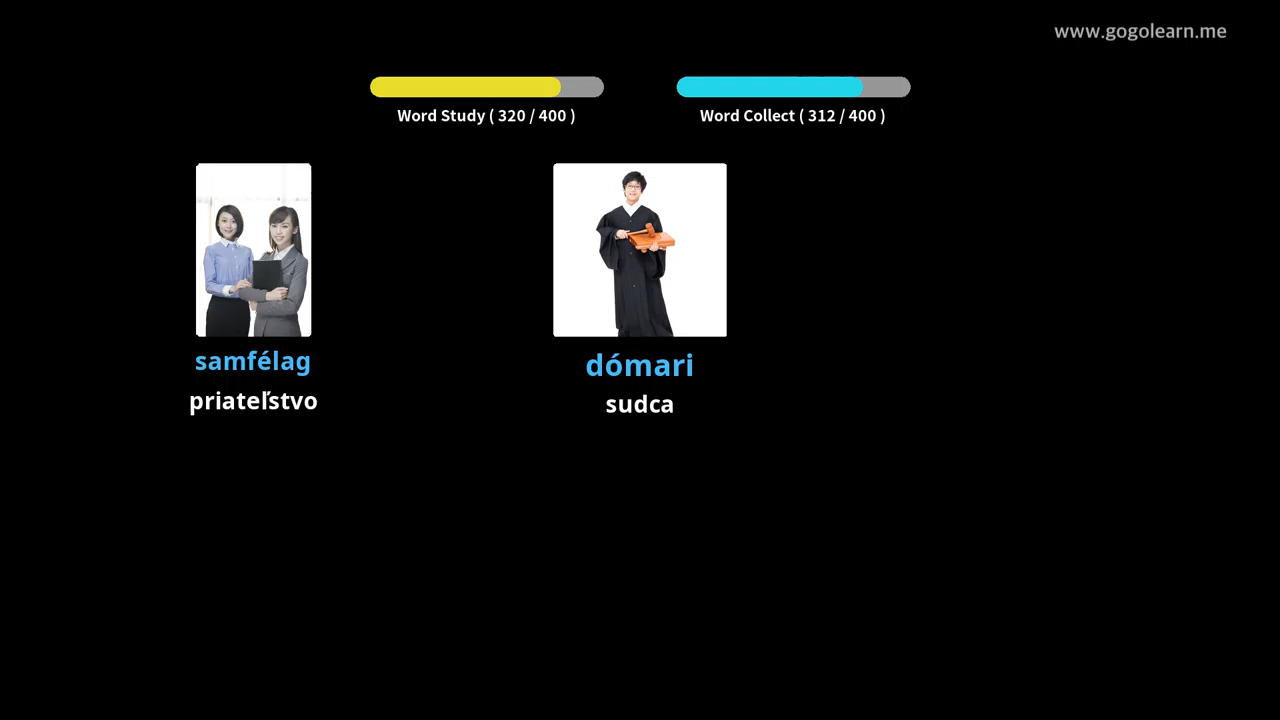 www.gogolearn.me
Word Study ( 320 / 400 )
Word Collect ( 312 / 400 )
samfélag
priateľstvo
dómari
sudca